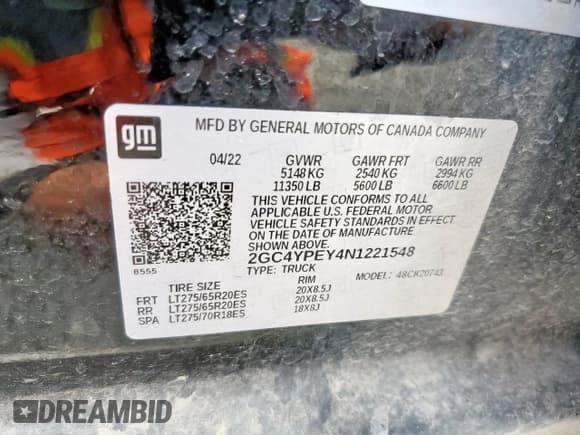 gm
MFD BY GENERAL MOTORS OF CANADA COMPANY
04/22 GVWR GAWR FRT GAWR RR
5148 KG 2540 KG 2994 KG
11350 LB 5600 LB 6600 LB
THIS VEHICLE CONFORMS TO ALL
APPLICABLE U.S. FEDERAL MOTOR
VEHICLE SAFETY STANDARDS IN EFFECT
ON THE DATE OF MANUFACTURE
SHOWN ABOVE.
2GC4YPEY4N1221548
TYPE: TRUCK MODEL: 48CK20743
8555
TIRE SIZE RIM
FRT LT275/65R20ES 20X8.5J
RR LT275/65R20ES 20X8.5J
SPA LT275/70R18ES 18X8J
DREAMBID